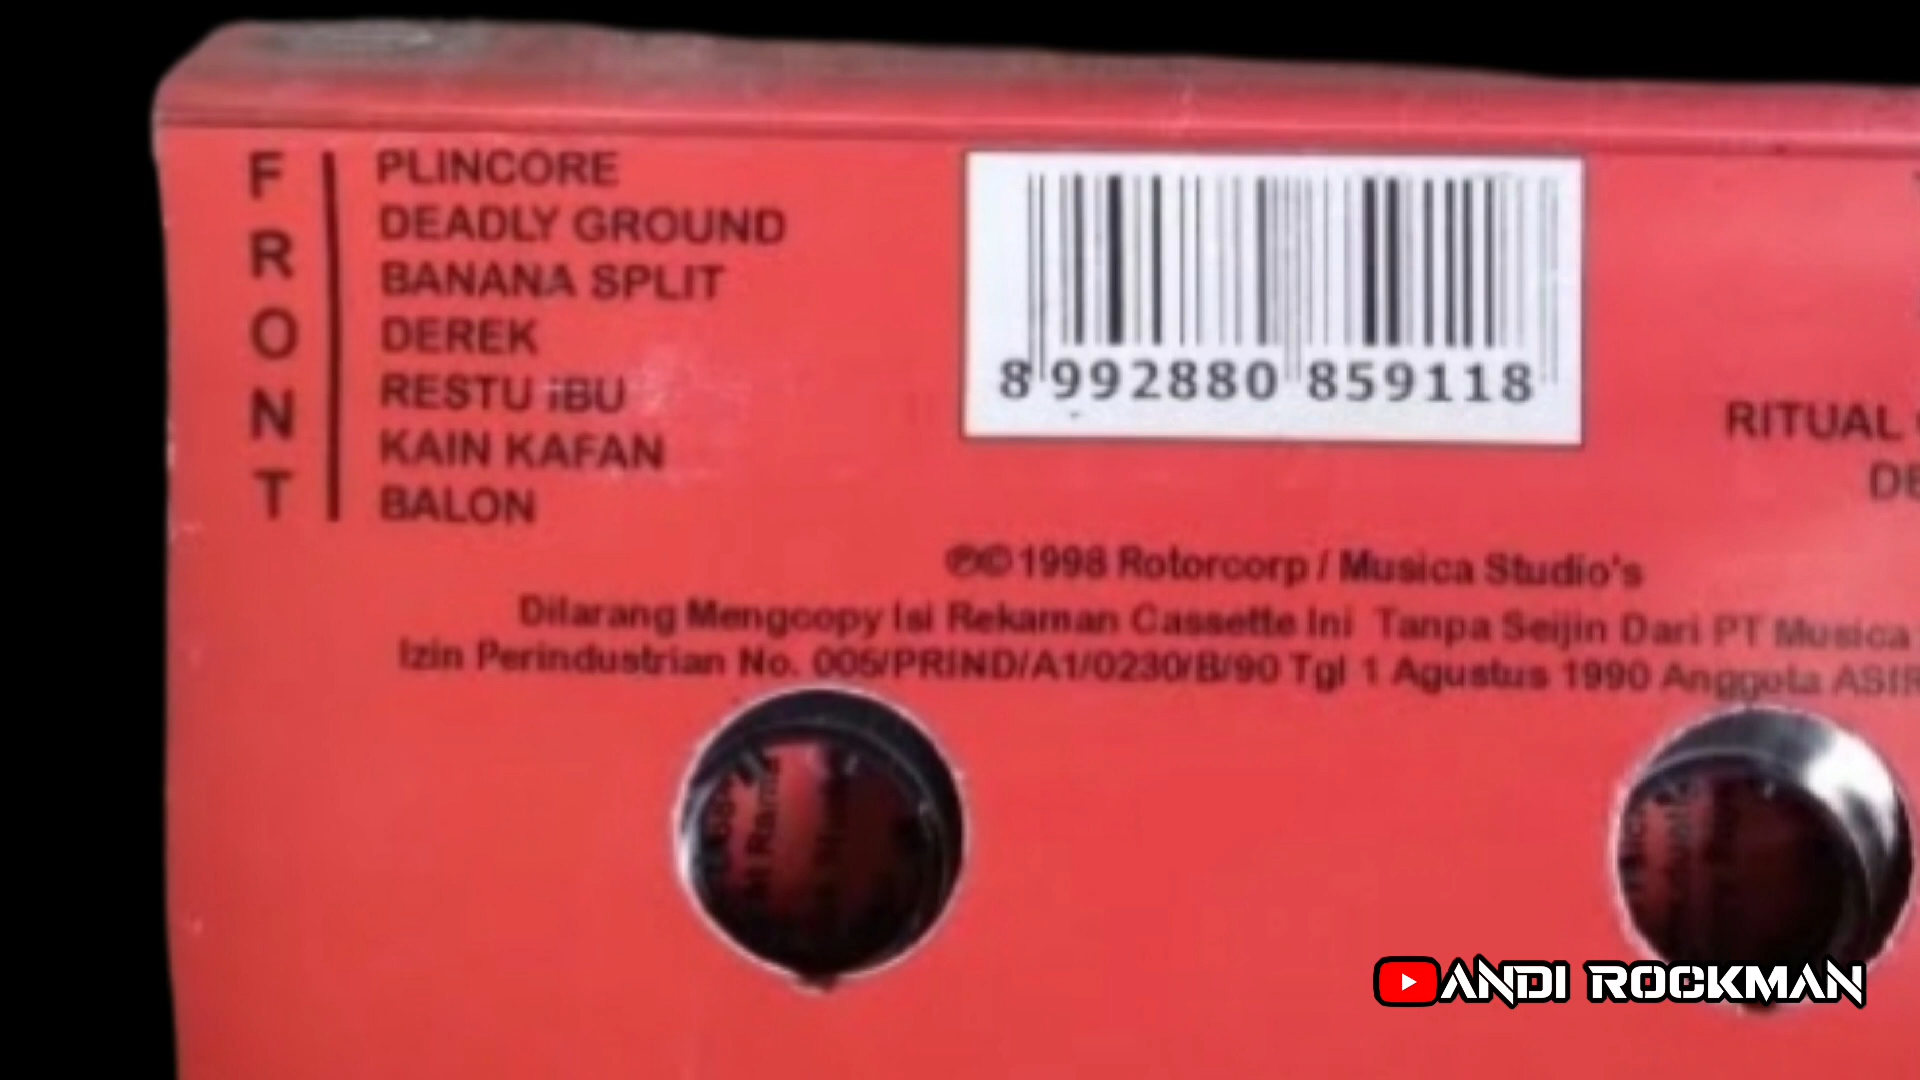 FRONT
PLINCORE
DEADLY GROUND
BANANA SPLIT
DEREK
RESTU iBU
KAIN KAFAN
BALON
8 992880 859118
RITUAL
℗© 1998 Rotorcorp / Musica Studio's
Dilarang Mengcopy Isi Rekaman Cassette Ini Tanpa Seijin Dari PT Musica
Izin Perindustrian No. 005/PRIND/A1/0230/B/90 Tgl 1 Agustus 1990 Anggota
ANDI ROCKMAN